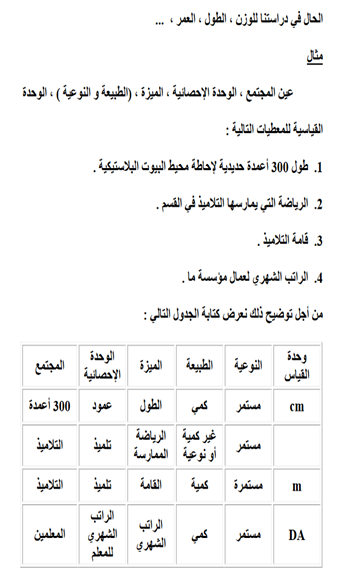 الحال في دراستنا للوزن ، الطول ، العمر ، ...
مثال
عين المجتمع ، الوحدة الإحصائية ، الميزة ، (الطبيعة و النوعية ) ، الوحدة
القياسية للمعطيات التالية :
1. طول 300 أعمدة حديدية لإحاطة محيط البيوت البلاستيكية .
2. الرياضة التي يمارسها التلاميذ في القسم .
3. قامة التلاميذ .
4. الراتب الشهري لعمال مؤسسة ما .
من أجل توضيح ذلك نعرض كتابة الجدول التالي :
المجتمع الوحدة الإحصائية الميزة الطبيعة النوعية وحدة القياس
300 أعمدة عمود الطول كمي مستمر cm
التلاميذ تلميذ الرياضة الممارسة غير كمية أو نوعية مستمر
التلاميذ تلميذ القامة كمية مستمرة m
المعلمين الراتب الشهري للمعلم الراتب الشهري كمي مستمر DA